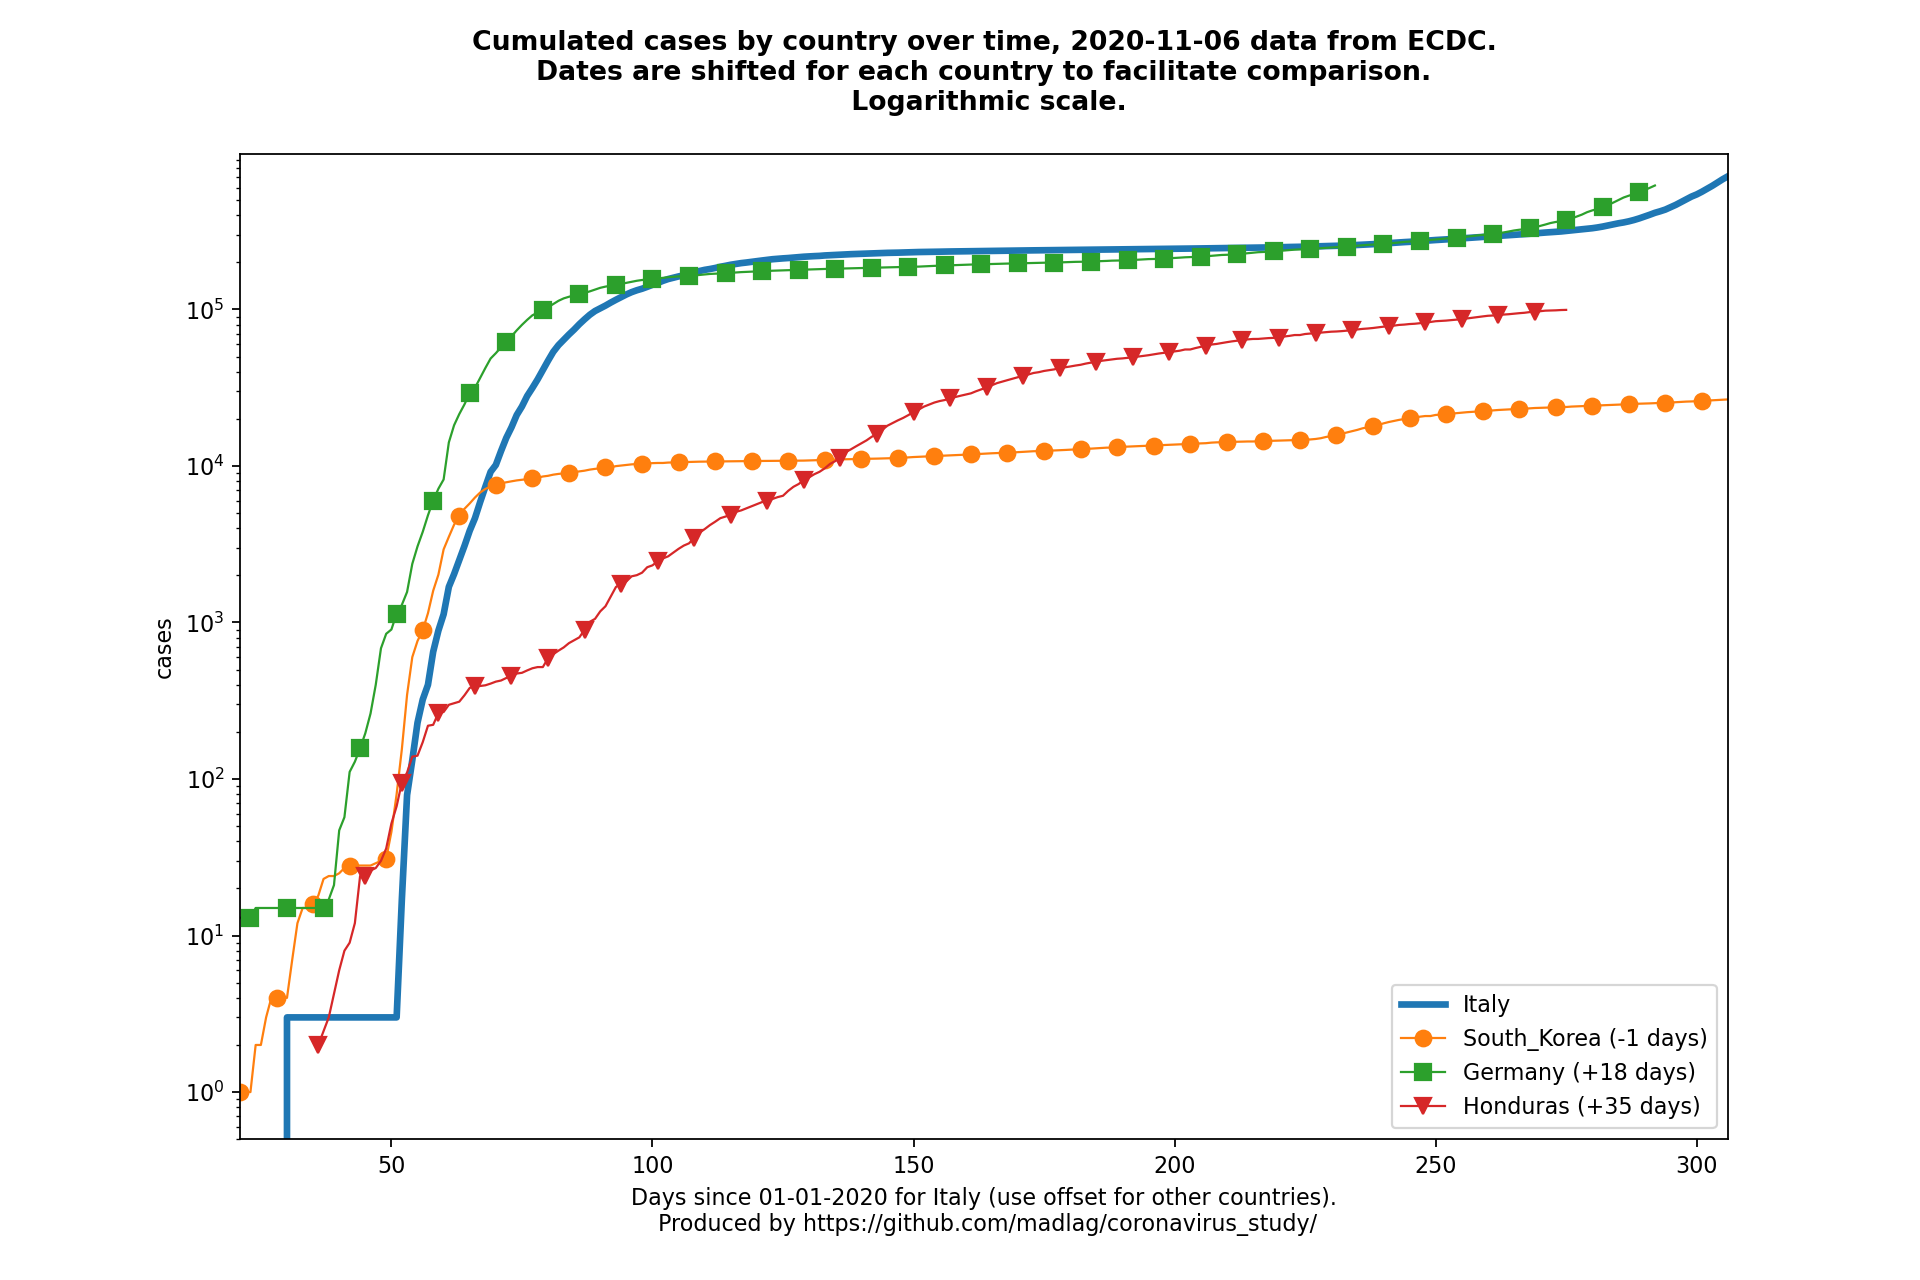 Cumulated cases by country over time, 2020-11-06 data from ECDC.
Dates are shifted for each country to facilitate comparison.
Logarithmic scale.
cases
10^5
10^4
10^3
10^2
10^1
10^0
50 100 150 200 250 300
Italy
South_Korea (-1 days)
Germany (+18 days)
Honduras (+35 days)
Days since 01-01-2020 for Italy (use offset for other countries).
Produced by https://github.com/madlag/coronavirus_study/